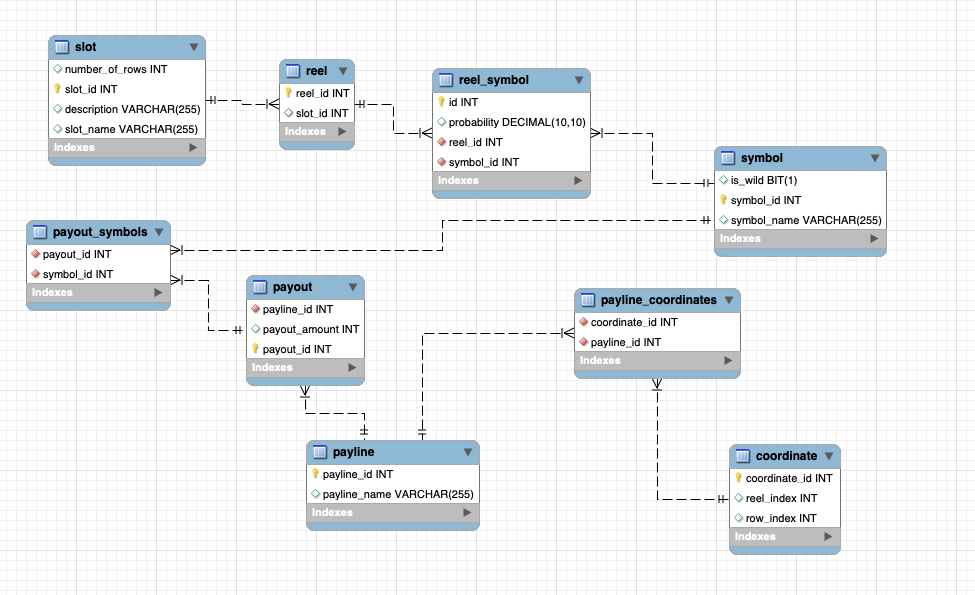 slot
number_of_rows INT
slot_id INT
description VARCHAR(255)
slot_name VARCHAR(255)
Indexes
reel
reel_id INT
slot_id INT
Indexes
reel_symbol
id INT
probability DECIMAL(10,10)
reel_id INT
symbol_id INT
Indexes
symbol
is_wild BIT(1)
symbol_id INT
symbol_name VARCHAR(255)
Indexes
payout_symbols
payout_id INT
symbol_id INT
Indexes
payout
payline_id INT
payout_amount INT
payout_id INT
Indexes
payline_coordinates
coordinate_id INT
payline_id INT
Indexes
payline
payline_id INT
payline_name VARCHAR(255)
Indexes
coordinate
coordinate_id INT
reel_index INT
row_index INT
Indexes